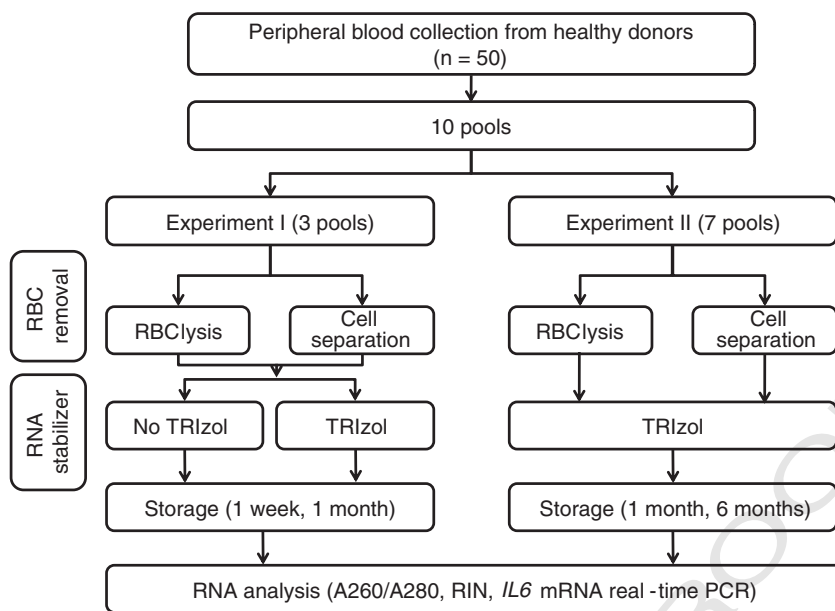 Peripheral blood collection from healthy donors
(n = 50)
10 pools
Experiment I (3 pools)
Experiment II (7 pools)
RBC
removal
RBClysis
Cell
separation
RBClysis
Cell
separation
RNA
stabilizer
No TRIzol
TRIzol
TRIzol
Storage (1 week, 1 month)
Storage (1 month, 6 months)
RNA analysis (A260/A280, RIN, IL6 mRNA real -time PCR)